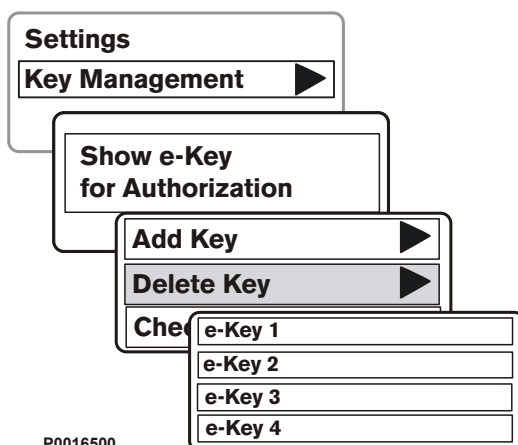 Settings
Key Management
Show e-Key
for Authorization
Add Key
Delete Key
e-Key 1
e-Key 2
e-Key 3
e-Key 4
P0016500